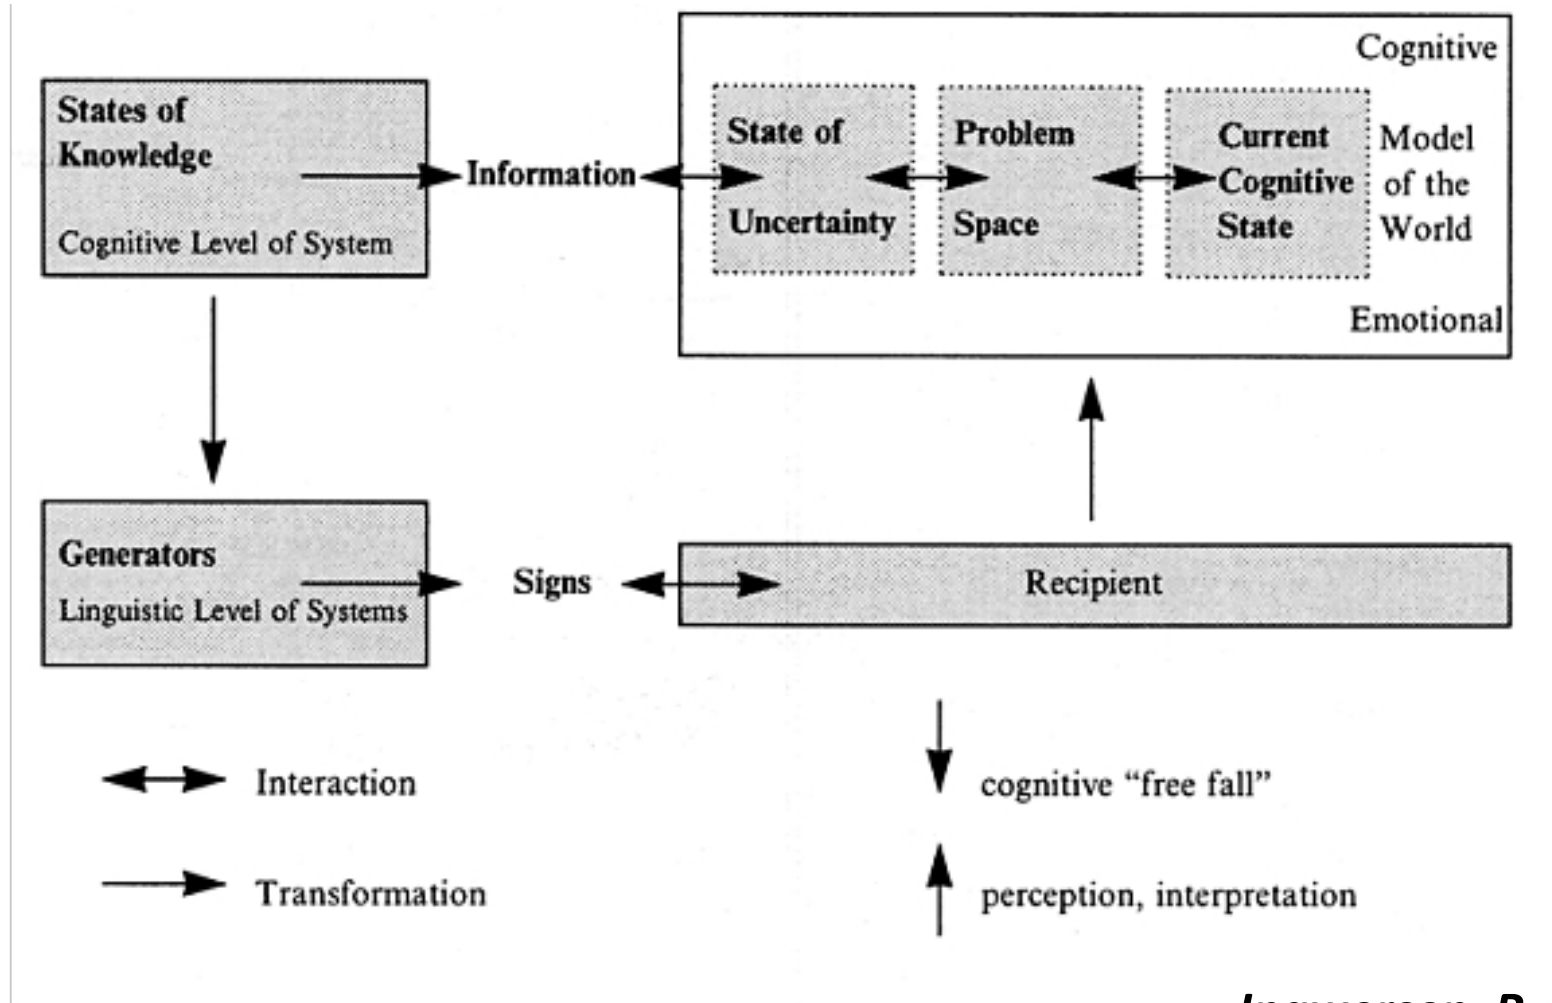 States of
Knowledge
Cognitive Level of System
Information
Cognitive
State of
Uncertainty
Problem
Space
Current
Cognitive
State
Model
of the
World
Emotional
Generators
Linguistic Level of Systems
Signs
Recipient
Interaction
Transformation
cognitive “free fall”
perception, interpretation